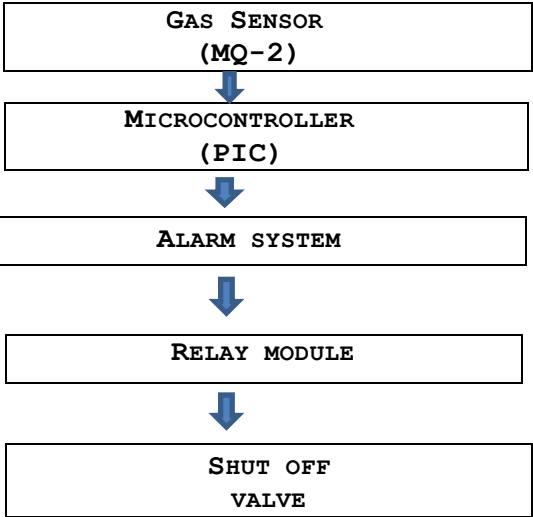 GAS SENSOR
(MQ-2)
MICROCONTROLLER
(PIC)
ALARM SYSTEM
RELAY MODULE
SHUT OFF
VALVE